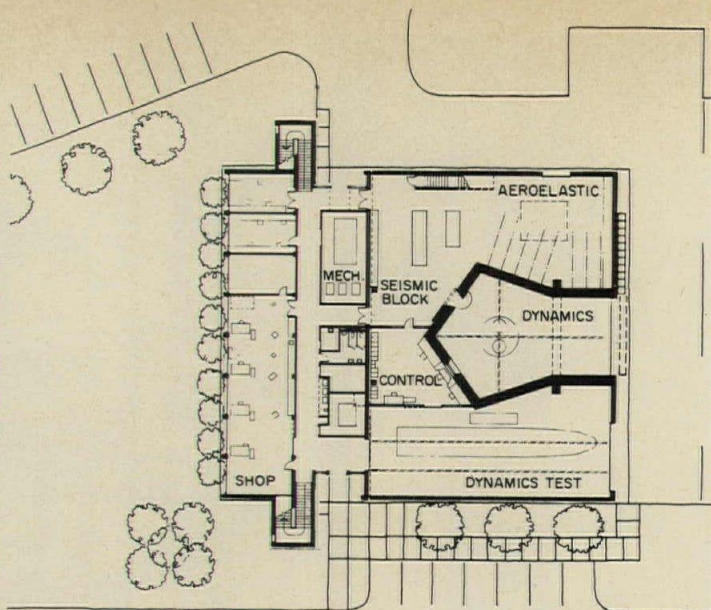 AEROELASTIC
MECH.
SEISMIC
BLOCK
DYNAMICS
CONTROL
SHOP
DYNAMICS TEST